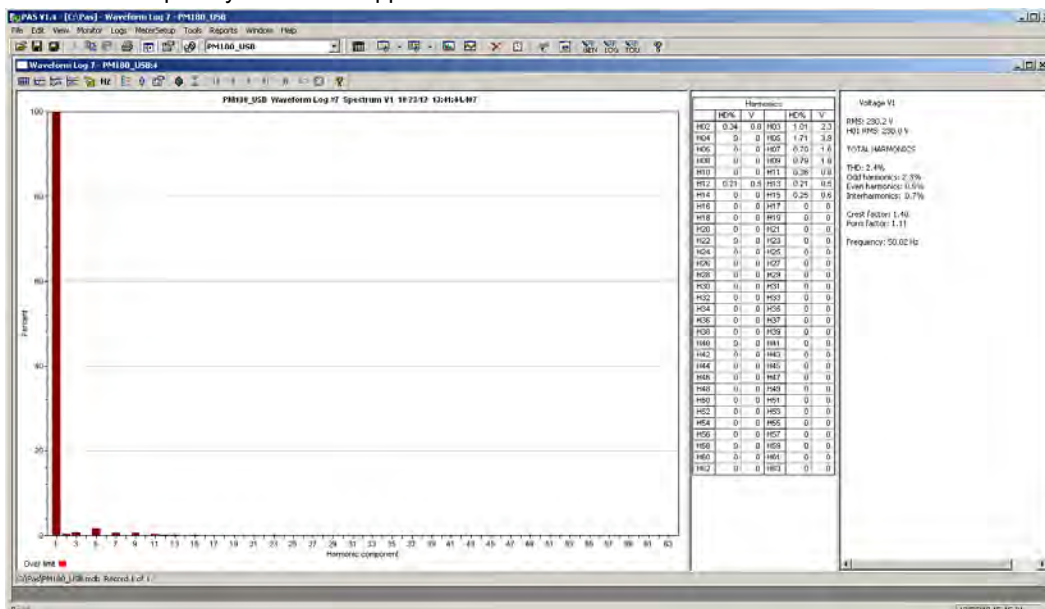 PAS V1.4 - [C:\Pas] - Waveform Log 7 - PM180_USB
File Edit View Monitor Logs MeterSetup Tools Reports Window Help
PM180_USB
Waveform Log 7 - PM180_USB:4
Hz
PM180_USB Waveform Log #7 Spectrum V1
Harmonics
HD% V HD% V
H02 0.34 0.8 H03 1.01 2.3
H04 0 0 H05 1.71 3.9
H06 0 0 H07 0.70 1.6
H08 0 0 H09 0.79 1.8
H10 0 0 H11 0.36 0.8
H12 0.21 0.5 H13 0.21 0.5
H14 0 0 H15 0.25 0.6
H16 0 0 H17 0 0
H18 0 0 H19 0 0
H20 0 0 H21 0 0
H22 0 0 H23 0 0
H24 0 0 H25 0 0
H26 0 0 H27 0 0
H28 0 0 H29 0 0
H30 0 0 H31 0 0
H32 0 0 H33 0 0
H34 0 0 H35 0 0
H36 0 0 H37 0 0
H38 0 0 H39 0 0
H40 0 0 H41 0 0
H42 0 0 H43 0 0
H44 0 0 H45 0 0
H46 0 0 H47 0 0
H48 0 0 H49 0 0
H50 0 0 H51 0 0
H52 0 0 H53 0 0
H54 0 0 H55 0 0
H56 0 0 H57 0 0
H58 0 0 H59 0 0
H60 0 0 H61 0 0
H62 0 0 H63 0 0
Voltage V1
RMS: 230.2 V
H01 RMS: 230.0 V
TOTAL HARMONICS
THD: 2.4%
Odd harmonics: 2.3%
Even harmonics:
Interharmonics: 0.7%
Crest factor: 1.40
Form factor: 1.11
Frequency: 50.02 Hz
100
80
60
40
20
0
Percent
1 3 5 7 9 11 13 15 17 19 21 23 25 27 29 31 33 35 37 39 41 43 45 47 49 51 53 55 57 59 61 63
Harmonic component
Over limit
C:\Pas\PM180_USB.mdb Record 1 of 1